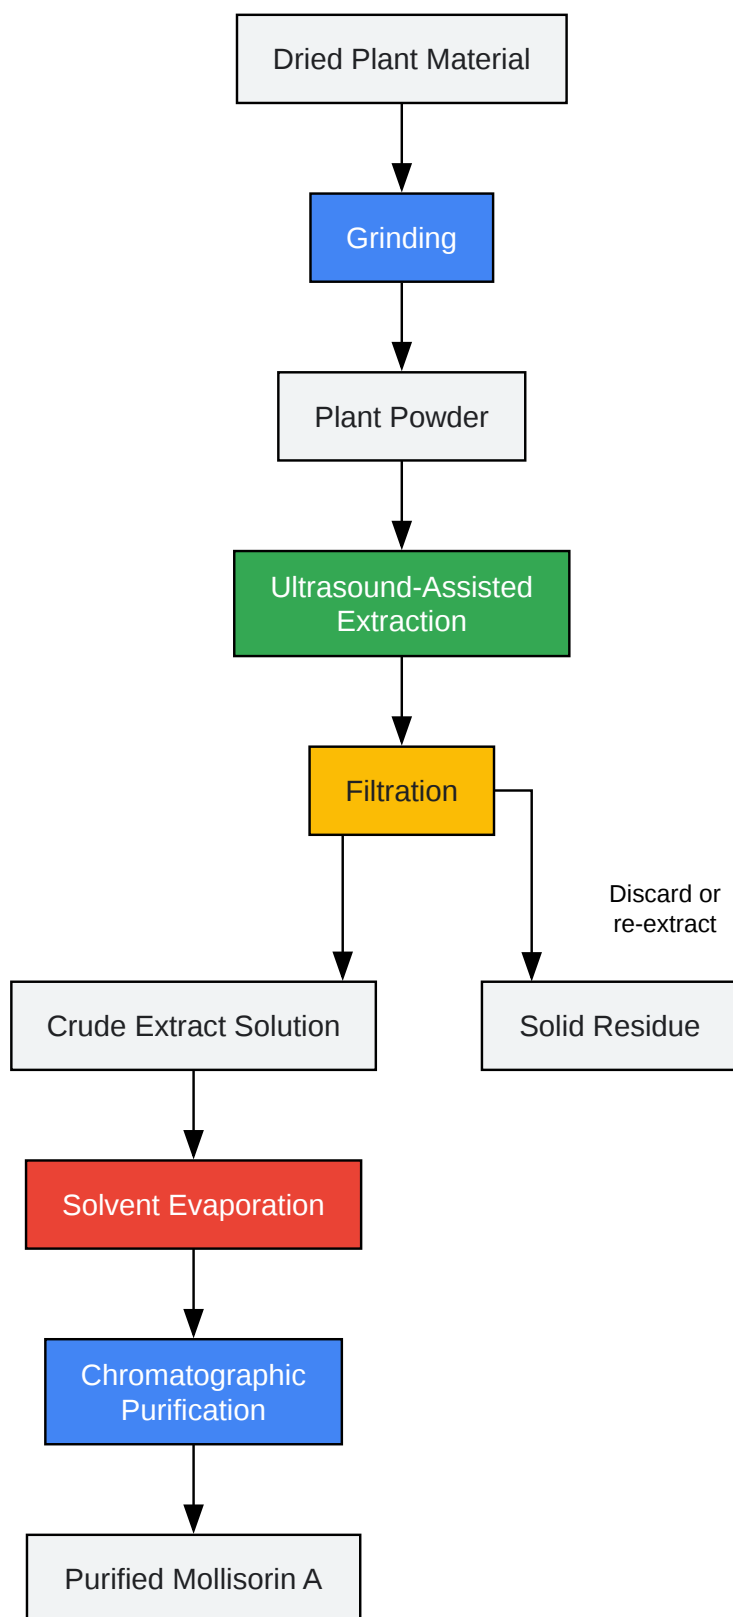 Dried Plant Material
Grinding
Plant Powder
Ultrasound-Assisted
Extraction
Filtration
Discard or
re-extract
Crude Extract Solution
Solid Residue
Solvent Evaporation
Chromatographic
Purification
Purified Mollisorin A